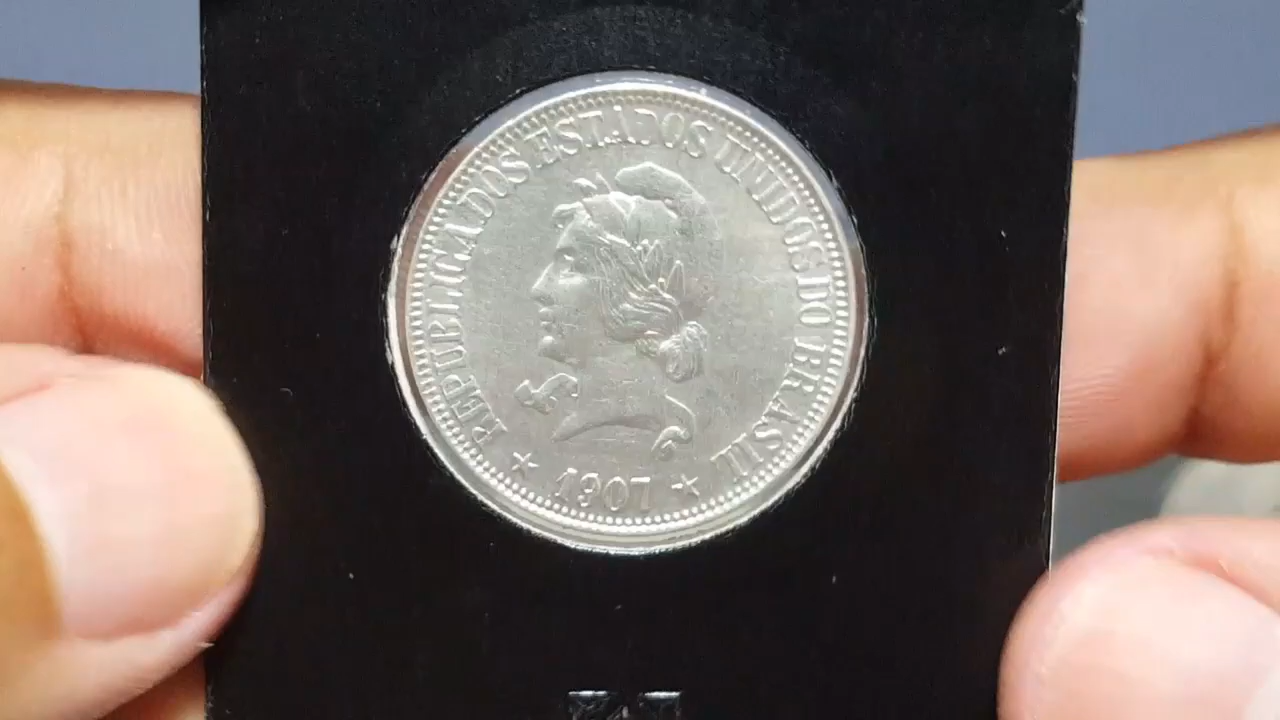 REPUBLICA DOS ESTADOS UNIDOS DO BRASIL
★ 1907 ★